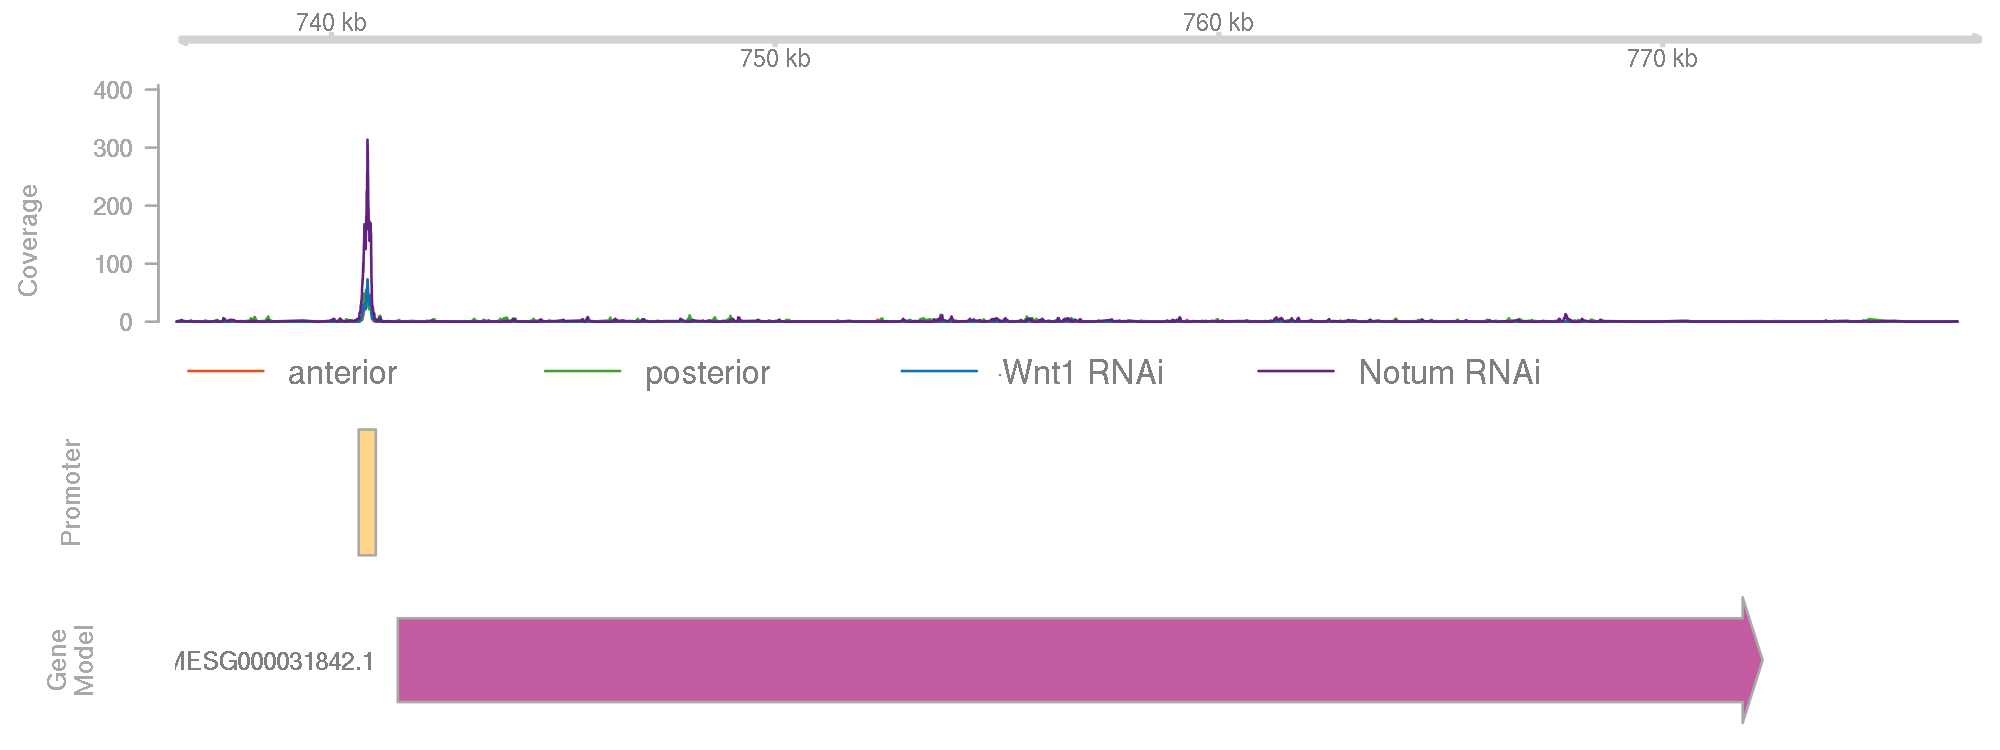 740 kb
760 kb
750 kb
770 kb
400
300
200
100
0
Coverage
anterior posterior Wnt1 RNAi Notum RNAi
Promoter
Gene
Model
MESG000031842.1